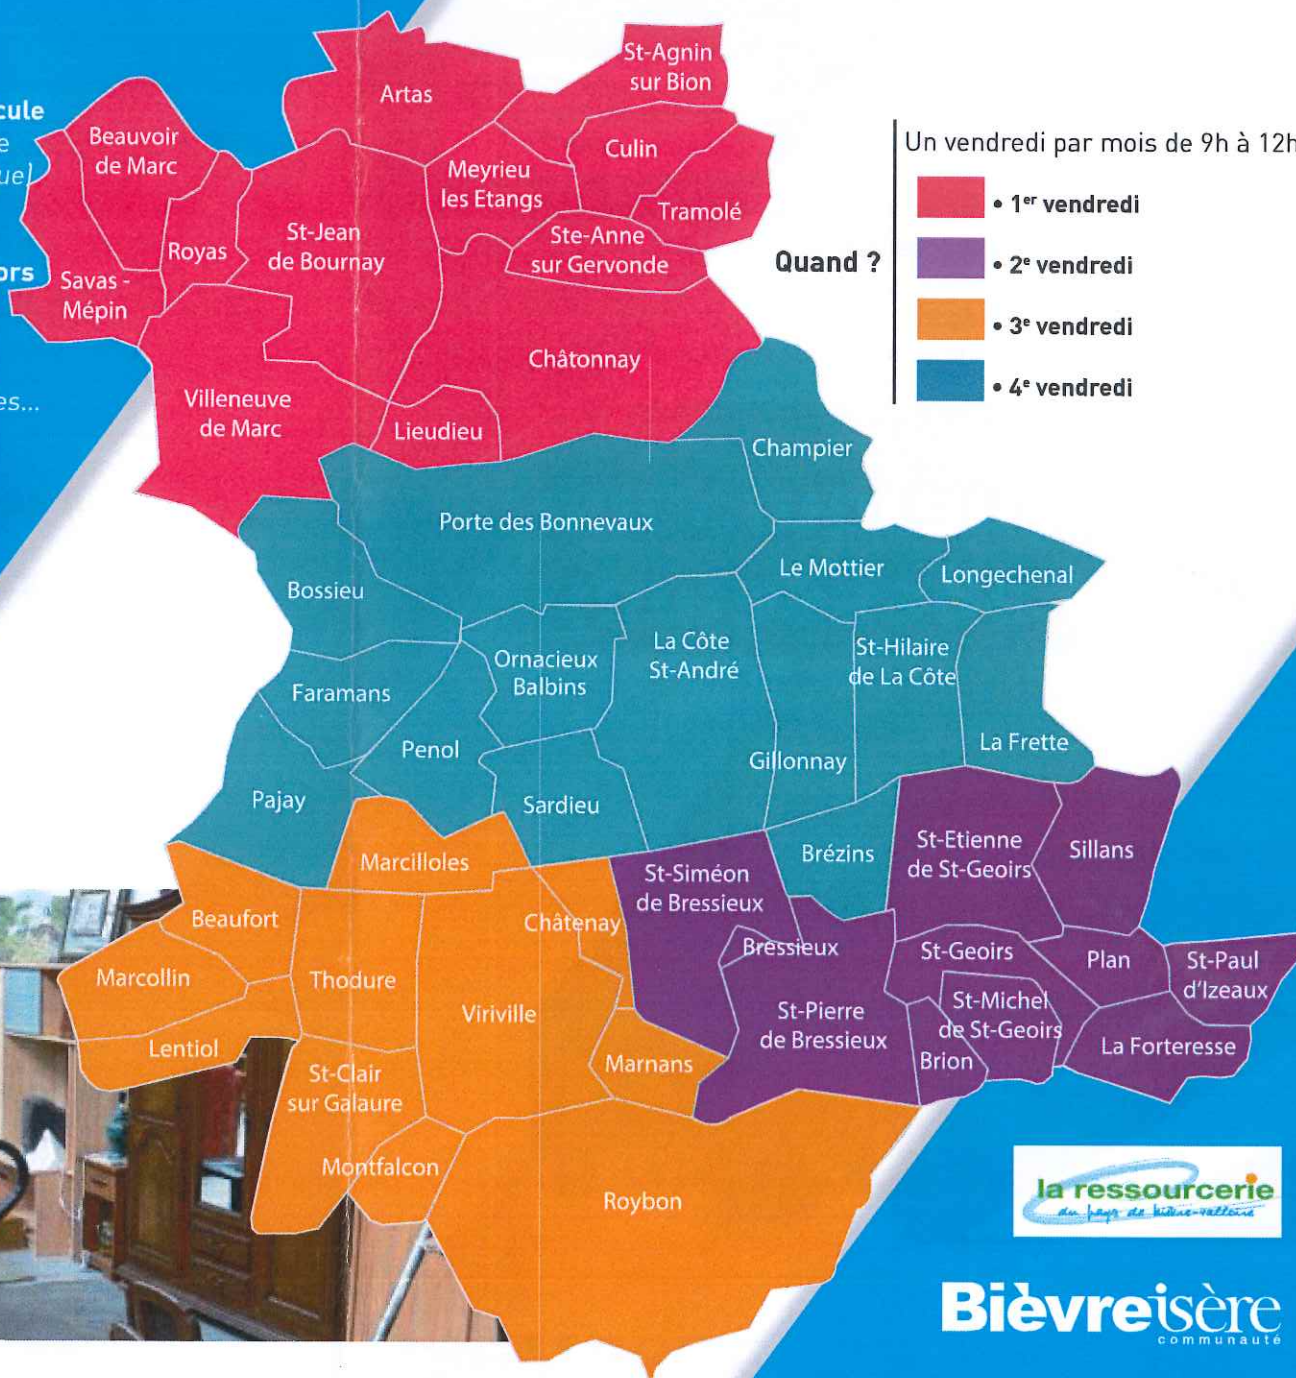 cule
e
ue)
ors
es...
Un vendredi par mois de 9h à 12h
Quand ?
• 1er vendredi
• 2e vendredi
• 3e vendredi
• 4e vendredi
Artas
St-Agnin
sur Bion
Beauvoir
de Marc
Culin
Meyrieu
les Etangs
Tramolé
Royas
St-Jean
de Bournay
Ste-Anne
sur Gervonde
Savas -
Mépin
Châtonnay
Villeneuve
de Marc
Lieudieu
Champier
Porte des Bonnevaux
Le Mottier
Longechenal
Bossieu
La Côte
St-André
St-Hilaire
de La Côte
Ornacieux
Balbins
Faramans
Penol
La Frette
Gillonnay
Pajay
Sardieu
Brézins
St-Etienne
de St-Geoirs
Sillans
Marcilloles
St-Siméon
de Bressieux
Beaufort
Châtenay
Bressieux
St-Geoirs
Plan
St-Paul
d'Izeaux
Marcollin
Thodure
Viriville
St-Pierre
de Bressieux
St-Michel
de St-Geoirs
Lentiol
Marnans
Brion
La Forteresse
St-Clair
sur Galaure
Montfalcon
Roybon
la ressourcerie
du pays de bièvre-valloire
Bièvreisère
communauté